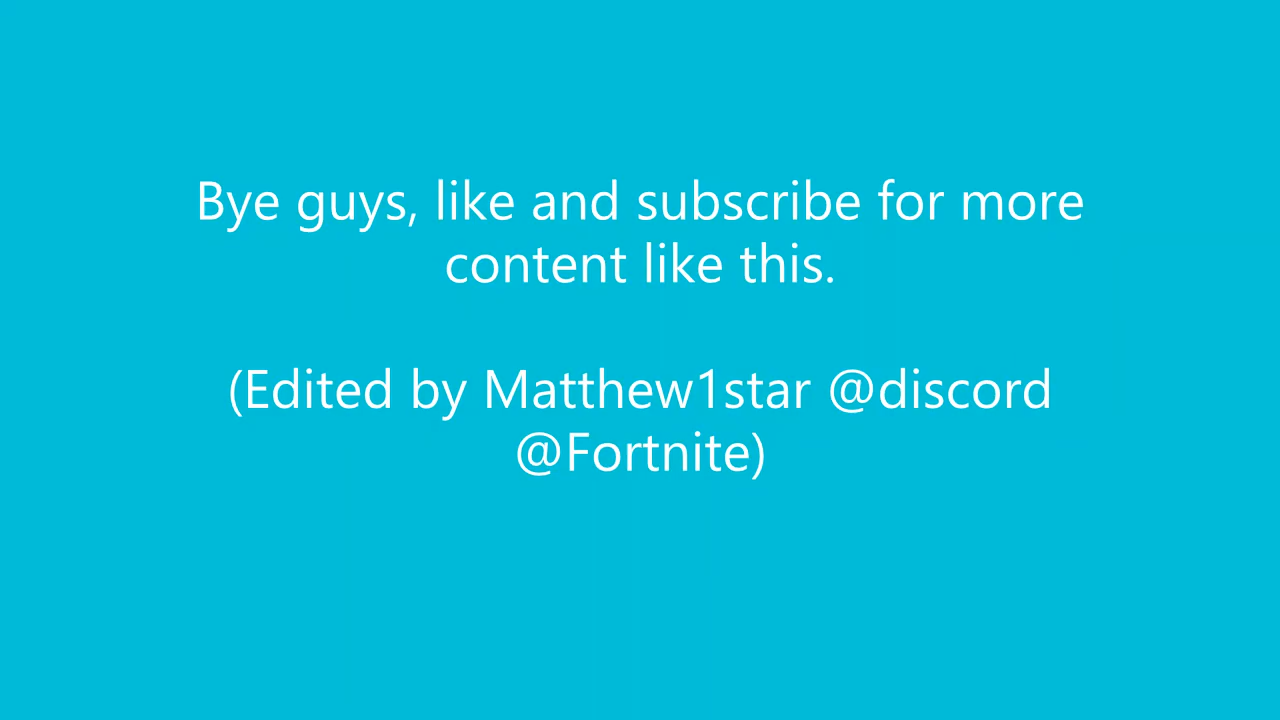 Bye guys, like and subscribe for more
content like this.
(Edited by Matthew1star @discord
@Fortnite)